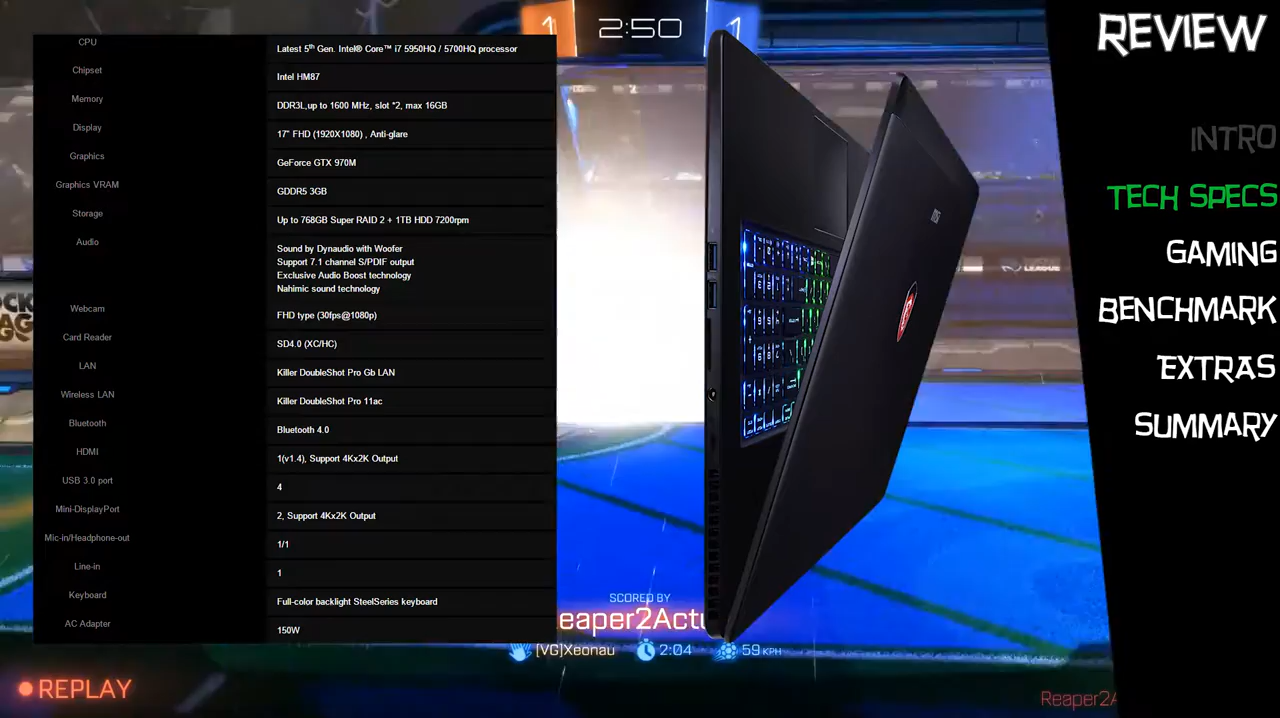 1 2:50 1
REVIEW
INTRO
TECH SPECS
GAMING
BENCHMARK
EXTRAS
SUMMARY
CPU Latest 5th Gen. Intel® Core™ i7 5950HQ / 5700HQ processor
Chipset Intel HM87
Memory DDR3L,up to 1600 MHz, slot *2, max 16GB
Display 17" FHD (1920X1080) , Anti-glare
Graphics GeForce GTX 970M
Graphics VRAM GDDR5 3GB
Storage Up to 768GB Super RAID 2 + 1TB HDD 7200rpm
Audio Sound by Dynaudio with Woofer
Support 7.1 channel S/PDIF output
Exclusive Audio Boost technology
Nahimic sound technology
Webcam FHD type (30fps@1080p)
Card Reader SD4.0 (XC/HC)
LAN Killer DoubleShot Pro Gb LAN
Wireless LAN Killer DoubleShot Pro 11ac
Bluetooth Bluetooth 4.0
HDMI 1(v1.4), Support 4Kx2K Output
USB 3.0 port 4
Mini-DisplayPort 2, Support 4Kx2K Output
Mic-in/Headphone-out 1/1
Line-in 1
Keyboard Full-color backlight SteelSeries keyboard
AC Adapter 150W
msi
LEAGUE
SCORED BY
eaper2Actu
[VG]Xeonau 2:04 59 KPH
REPLAY
Reaper2A